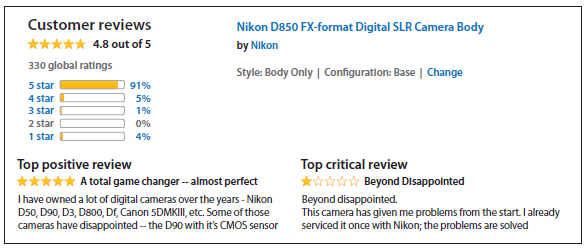 Customer reviews
4.8 out of 5
330 global ratings
5 star 91%
4 star 5%
3 star 1%
2 star 0%
1 star 4%
Nikon D850 FX-format Digital SLR Camera Body
by Nikon
Style: Body Only | Configuration: Base | Change
Top positive review
A total game changer -- almost perfect
I have owned a lot of digital cameras over the years - Nikon
D50, D90, D3, D800, Df, Canon 5DMKIII, etc. Some of those
cameras have disappointed -- the D90 with it's CMOS sensor
Top critical review
Beyond Disappointed
Beyond disappointed.
This camera has given me problems from the start. I already
serviced it once with Nikon; the problems are solved